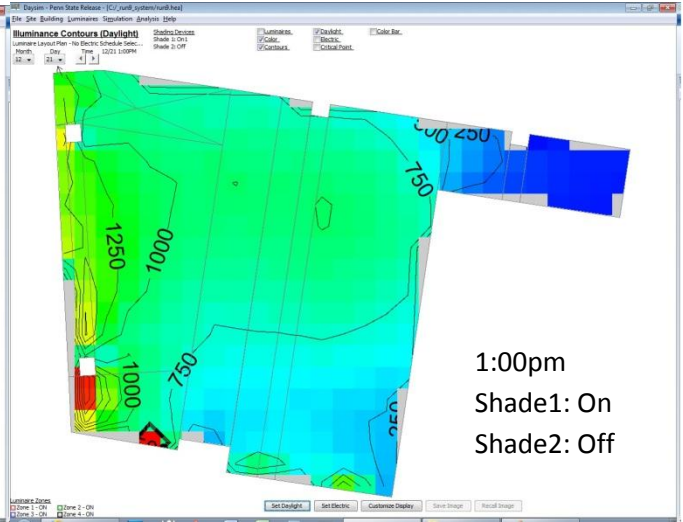 Daysim - Penn State Release - [C:/_run9_system/run9.hex]
File Site Building Luminaires Simulation Analysis Help
Illuminance Contours (Daylight)
Luminaire Layout Plan - No Electric Schedule Selec...
Month Day Time 12/21 1:00PM
12 21
Shading Devices
Shade 1: On1
Shade 2: Off
Luminaires Daylight Color Bar
Color Electric
Contours Critical Point
250
750
1250
1000
1000
750
250
1:00pm
Shade1: On
Shade2: Off
Luminaire Zones
Zone 1 - ON Zone 2 - ON
Zone 3 - ON Zone 4 - ON
Set Daylight Set Electric Customize Display Save Image Recall Image